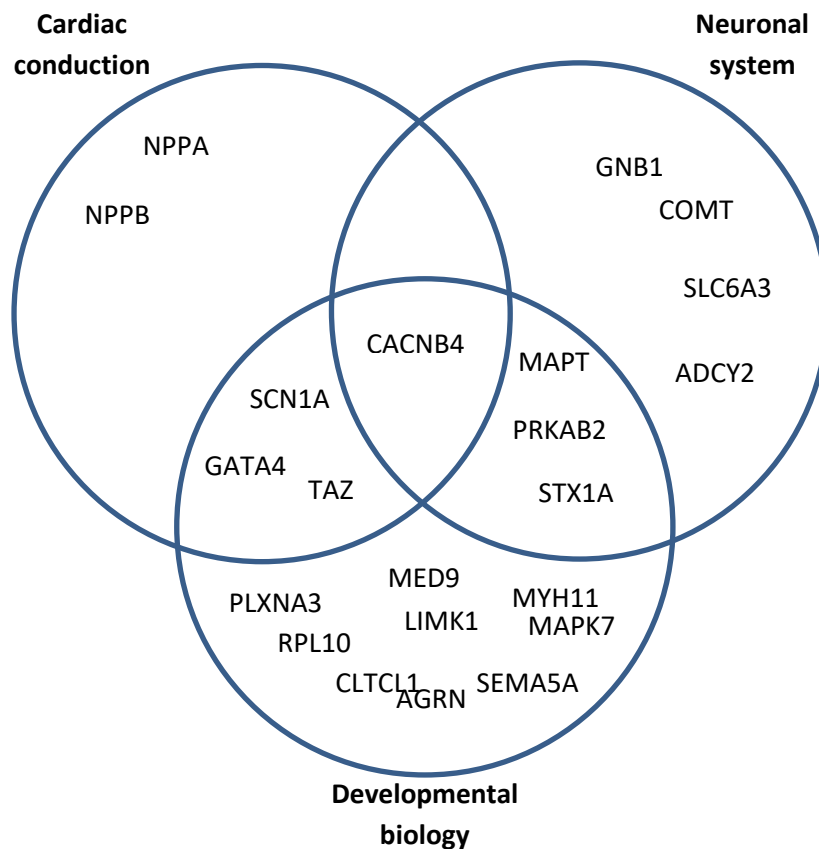 Cardiac
conduction
Neuronal
system
NPPA
NPPB
GNB1
COMT
SLC6A3
ADCY2
CACNB4
MAPT
SCN1A
PRKAB2
GATA4
TAZ
STX1A
MED9
PLXNA3
LIMK1
MYH11
MAPK7
RPL10
CLTCL1
AGRN
SEMA5A
Developmental
biology